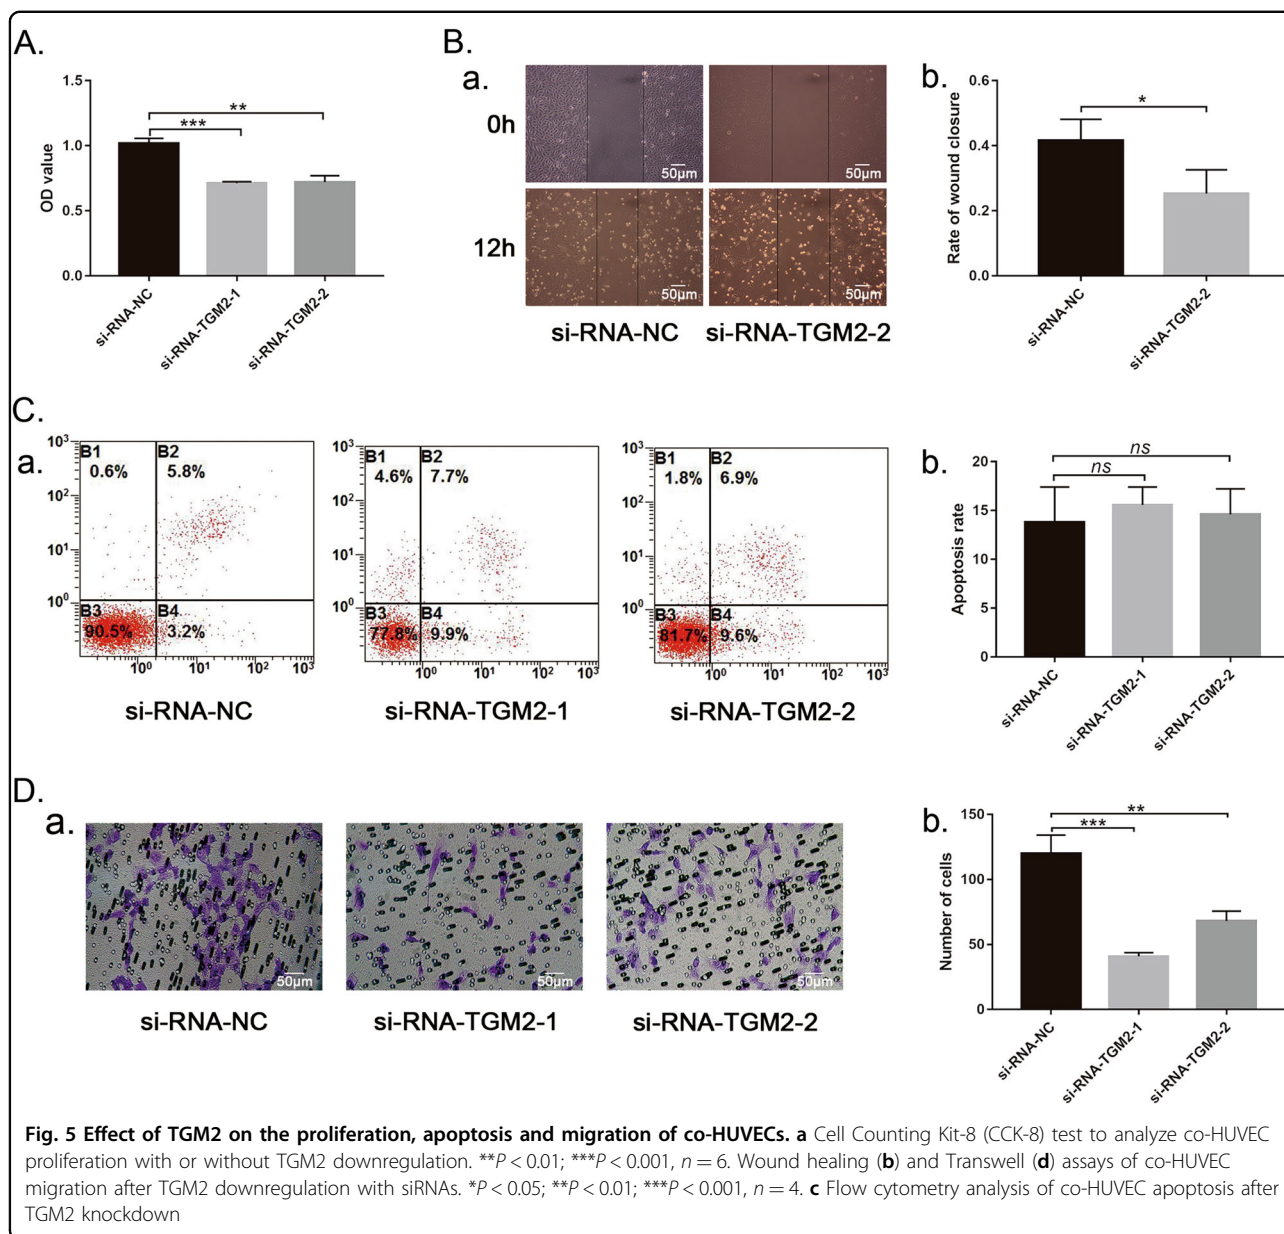 A.
1.5
1.0
0.5
0.0
OD value
***
**
si-RNA-NC
si-RNA-TGM2-1
si-RNA-TGM2-2
B.
a.
0h
12h
50μm
50μm
50μm
50μm
si-RNA-NC
si-RNA-TGM2-2
b.
0.6
0.4
0.2
0.0
Rate of wound closure
*
si-RNA-NC
si-RNA-TGM2-2
C.
a.
10³
10²
10¹
10⁰
B1
0.6%
B2
5.8%
B3
90.5%
B4
3.2%
10⁰ 10¹ 10² 10³
si-RNA-NC
10³
10²
10¹
10⁰
B1
4.6%
B2
7.7%
B3
77.8%
B4
9.9%
10⁰ 10¹ 10² 10³
si-RNA-TGM2-1
10³
10²
10¹
10⁰
B1
1.8%
B2
6.9%
B3
81.7%
B4
9.6%
10⁰ 10¹ 10² 10³
si-RNA-TGM2-2
b.
20
15
10
5
0
Apoptosis rate
ns
ns
si-RNA-NC
si-RNA-TGM2-1
si-RNA-TGM2-2
D.
a.
si-RNA-NC
si-RNA-TGM2-1
si-RNA-TGM2-2
50μm
50μm
50μm
si-RNA-NC
si-RNA-TGM2-1
si-RNA-TGM2-2
b.
150
100
50
0
Number of cells
***
**
si-RNA-NC
si-RNA-TGM2-1
si-RNA-TGM2-2
Fig. 5 Effect of TGM2 on the proliferation, apoptosis and migration of co-HUVECs. a Cell Counting Kit-8 (CCK-8) test to analyze co-HUVEC
proliferation with or without TGM2 downregulation. **P < 0.01; ***P < 0.001, n = 6. Wound healing (b) and Transwell (d) assays of co-HUVEC
migration after TGM2 downregulation with siRNAs. *P < 0.05; **P < 0.01; ***P < 0.001, n = 4. c Flow cytometry analysis of co-HUVEC apoptosis after
TGM2 knockdown